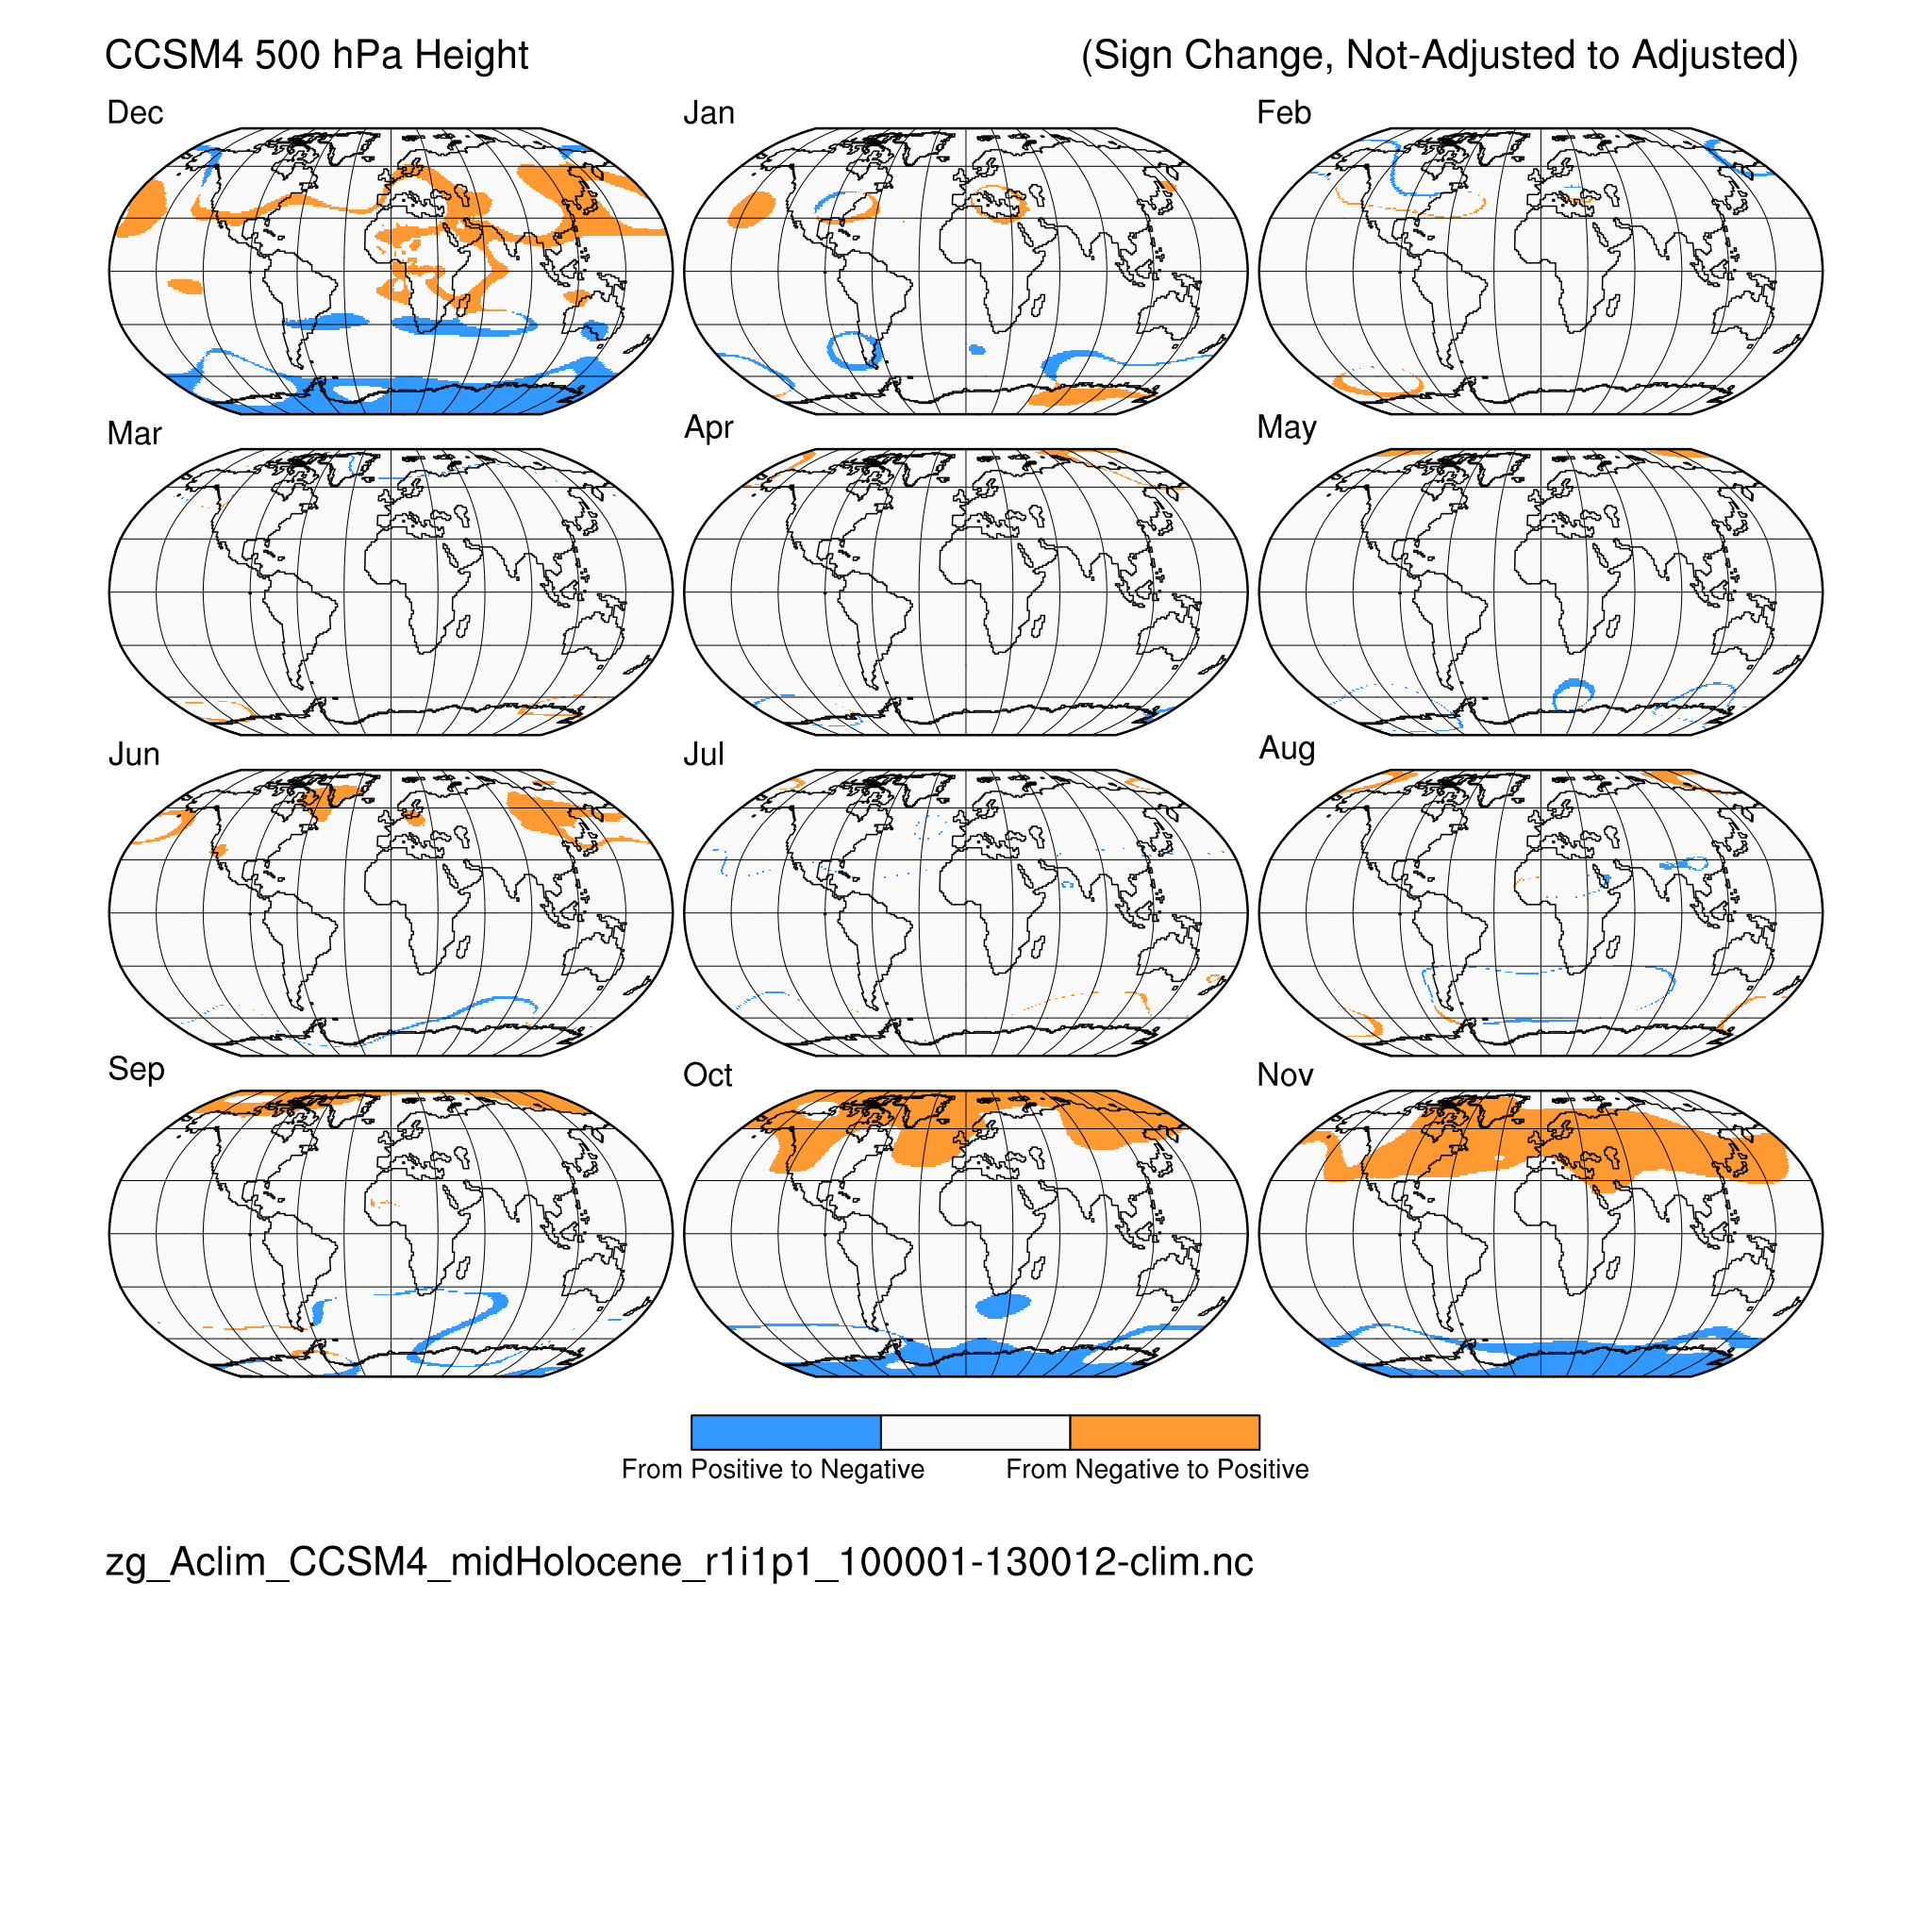 CCSM4 500 hPa Height (Sign Change, Not-Adjusted to Adjusted)
Dec Jan Feb
Mar Apr May
Jun Jul Aug
Sep Oct Nov
From Positive to Negative From Negative to Positive
zg_Aclim_CCSM4_midHolocene_r1i1p1_100001-130012-clim.nc